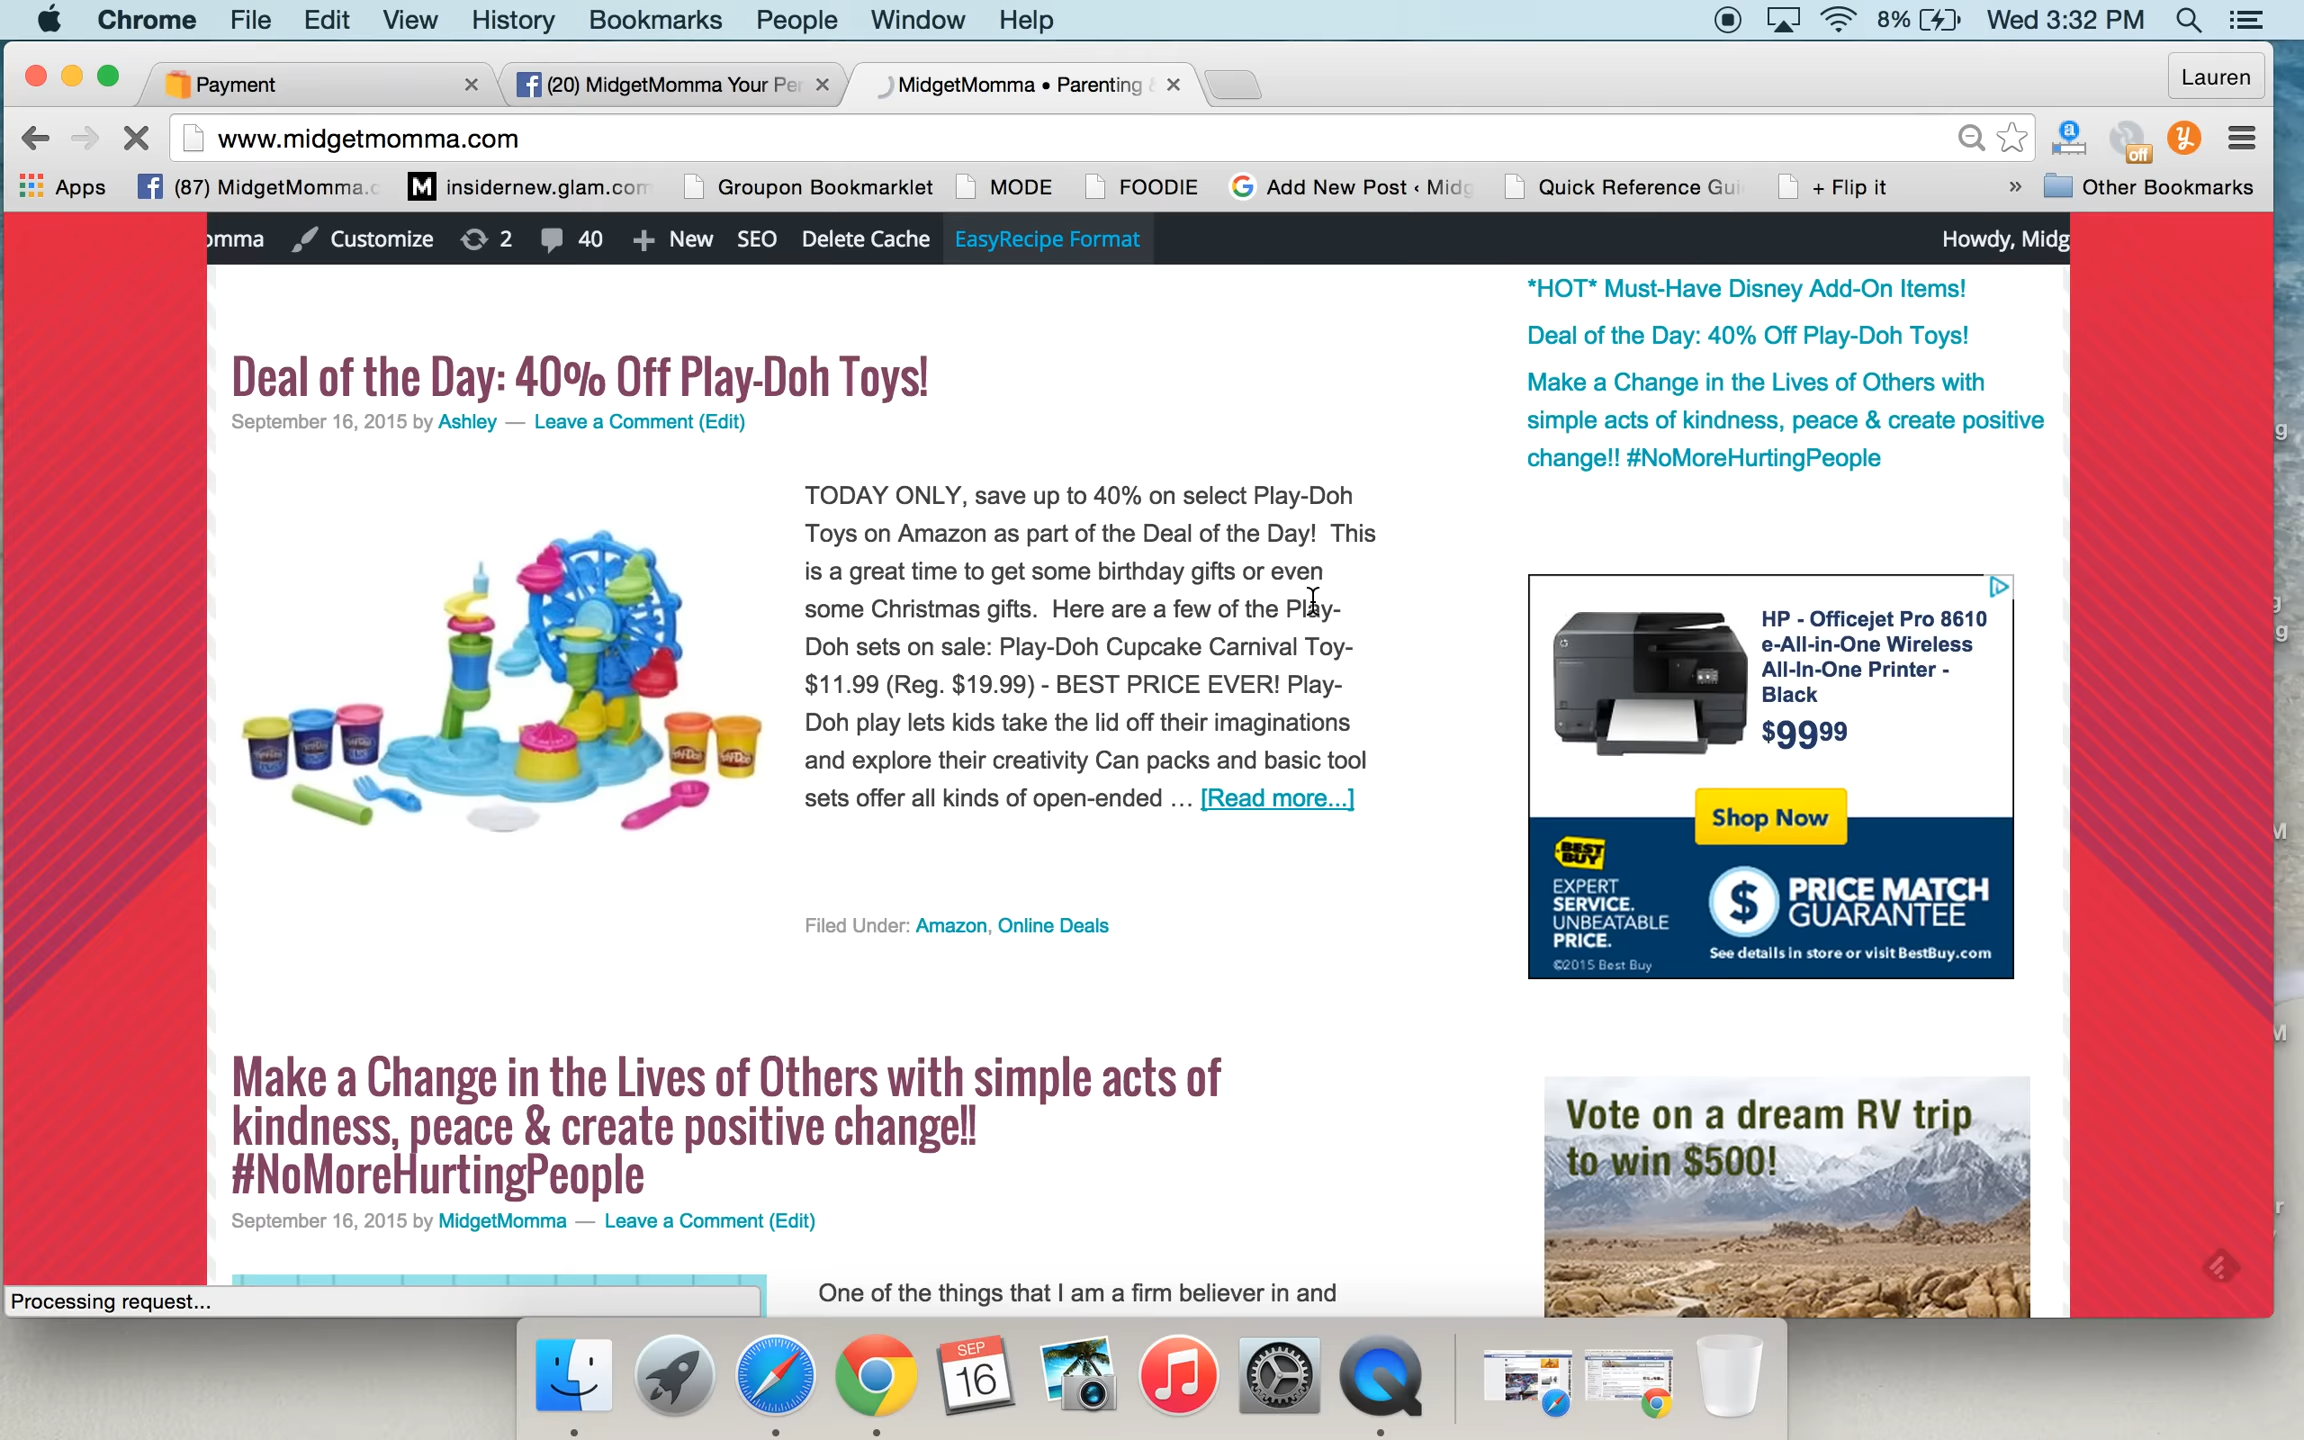 Chrome File Edit View History Bookmarks People Window Help 8% Wed 3:32 PM
Payment (20) MidgetMomma Your Per MidgetMomma • Parenting Lauren
www.midgetmomma.com
Apps (87) MidgetMomma.c insidernew.glam.com Groupon Bookmarklet MODE FOODIE Add New Post ‹ Midg Quick Reference Gui + Flip it » Other Bookmarks
omma Customize 2 40 + New SEO Delete Cache EasyRecipe Format Howdy, Midg
Deal of the Day: 40% Off Play-Doh Toys!
September 16, 2015 by Ashley — Leave a Comment (Edit)
TODAY ONLY, save up to 40% on select Play-Doh
Toys on Amazon as part of the Deal of the Day! This
is a great time to get some birthday gifts or even
some Christmas gifts. Here are a few of the Play-
Doh sets on sale: Play-Doh Cupcake Carnival Toy-
$11.99 (Reg. $19.99) - BEST PRICE EVER! Play-
Doh play lets kids take the lid off their imaginations
and explore their creativity Can packs and basic tool
sets offer all kinds of open-ended … [Read more...]
Filed Under: Amazon, Online Deals
Make a Change in the Lives of Others with simple acts of
kindness, peace & create positive change!!
#NoMoreHurtingPeople
September 16, 2015 by MidgetMomma — Leave a Comment (Edit)
One of the things that I am a firm believer in and
*HOT* Must-Have Disney Add-On Items!
Deal of the Day: 40% Off Play-Doh Toys!
Make a Change in the Lives of Others with
simple acts of kindness, peace & create positive
change!! #NoMoreHurtingPeople
HP - Officejet Pro 8610
e-All-in-One Wireless
All-In-One Printer -
Black
$9999
Shop Now
BEST BUY
EXPERT
SERVICE.
UNBEATABLE
PRICE.
©2015 Best Buy
$ PRICE MATCH
GUARANTEE
See details in store or visit BestBuy.com
Vote on a dream RV trip
to win $500!
Processing request...
SEP
16